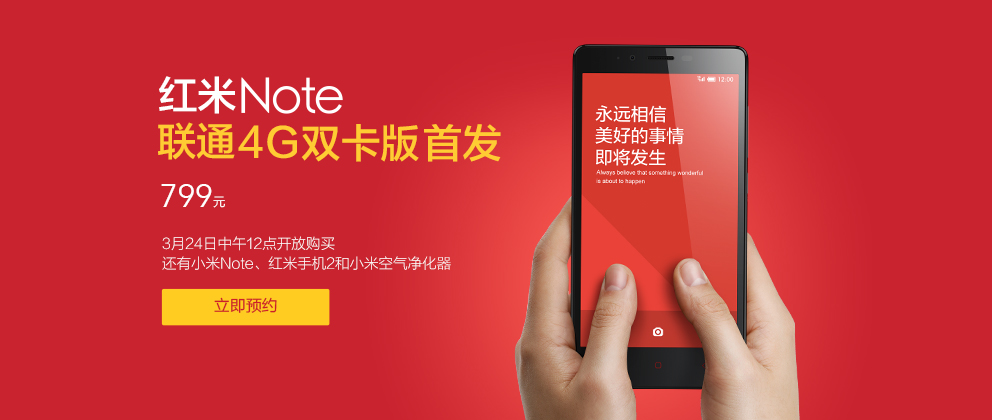 红米Note
联通4G双卡版 首发
799元
3月24日中午12点开放购买
还有小米Note、红米手机2和小米空气净化器
立即预约
12:00
永远相信
美好的事情
即将发生
Always believe that something wonderful
is about to happen